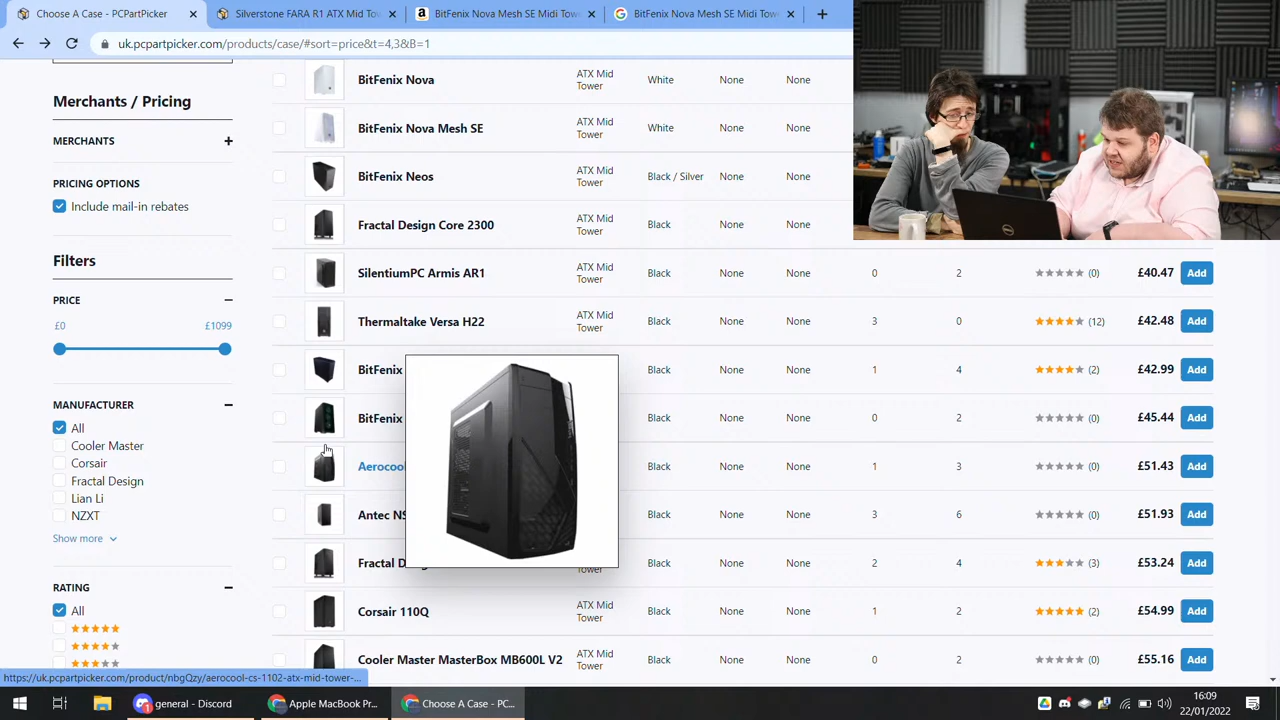 Choose A Case - PCPartPicker
Silverstone FARA R1 ATX Mid T
BitFenix Nova Mesh SE Midi Tow
BitFenix Nova Mesh SE Midi Tow
uk.pcpartpicker.com/products/case/#sort=price&t=4,3&B=1
Merchants / Pricing
MERCHANTS +
PRICING OPTIONS
Include mail-in rebates
Filters
PRICE
£0 £1099
MANUFACTURER
All
Cooler Master
Corsair
Fractal Design
Lian Li
NZXT
Show more
RATING
All
BitFenix Nova ATX Mid Tower White None None
BitFenix Nova Mesh SE ATX Mid Tower White None None
BitFenix Neos ATX Mid Tower Black / Silver None None
Fractal Design Core 2300 ATX Mid Tower Black None None
SilentiumPC Armis AR1 ATX Mid Tower Black None None 0 2 (0) £40.47 Add
Thermaltake Versa H22 ATX Mid Tower Black None None 3 0 (12) £42.48 Add
BitFenix Black None None 1 4 (2) £42.99 Add
BitFenix Black None None 0 2 (0) £45.44 Add
Aerocool Black None None 1 3 (0) £51.43 Add
Antec NS Black None None 3 6 (0) £51.93 Add
Fractal D Tower Black None None 2 4 (3) £53.24 Add
Corsair 110Q ATX Mid Tower Black None None 1 2 (2) £54.99 Add
Cooler Master MasterBox MB600L V2 ATX Mid Tower Black None None 0 2 (0) £55.16 Add
https://uk.pcpartpicker.com/product/nbgQzy/aerocool-cs-1102-atx-mid-tower-...
general - Discord
Apple MacBook P
Choose A Case - PC...
16:09
22/01/2022